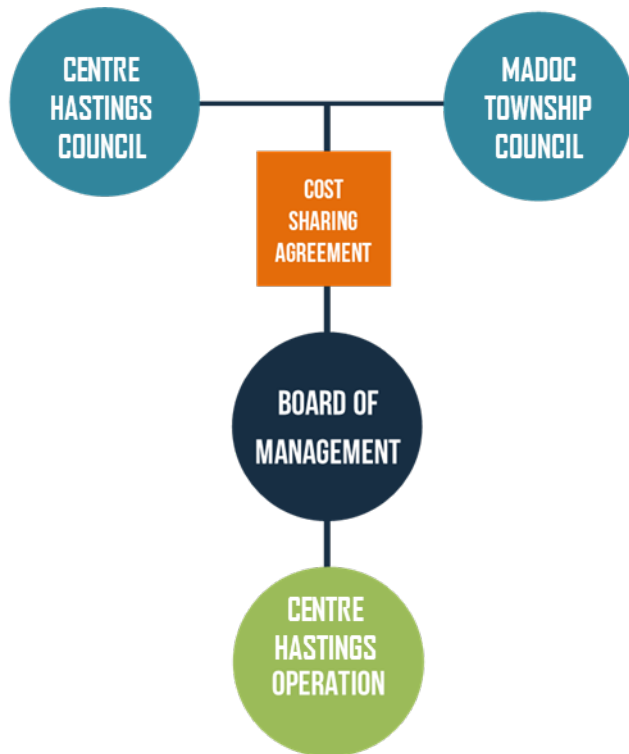 CENTRE
HASTINGS
COUNCIL
MADOC
TOWNSHIP
COUNCIL
COST
SHARING
AGREEMENT
BOARD OF
MANAGEMENT
CENTRE
HASTINGS
OPERATION